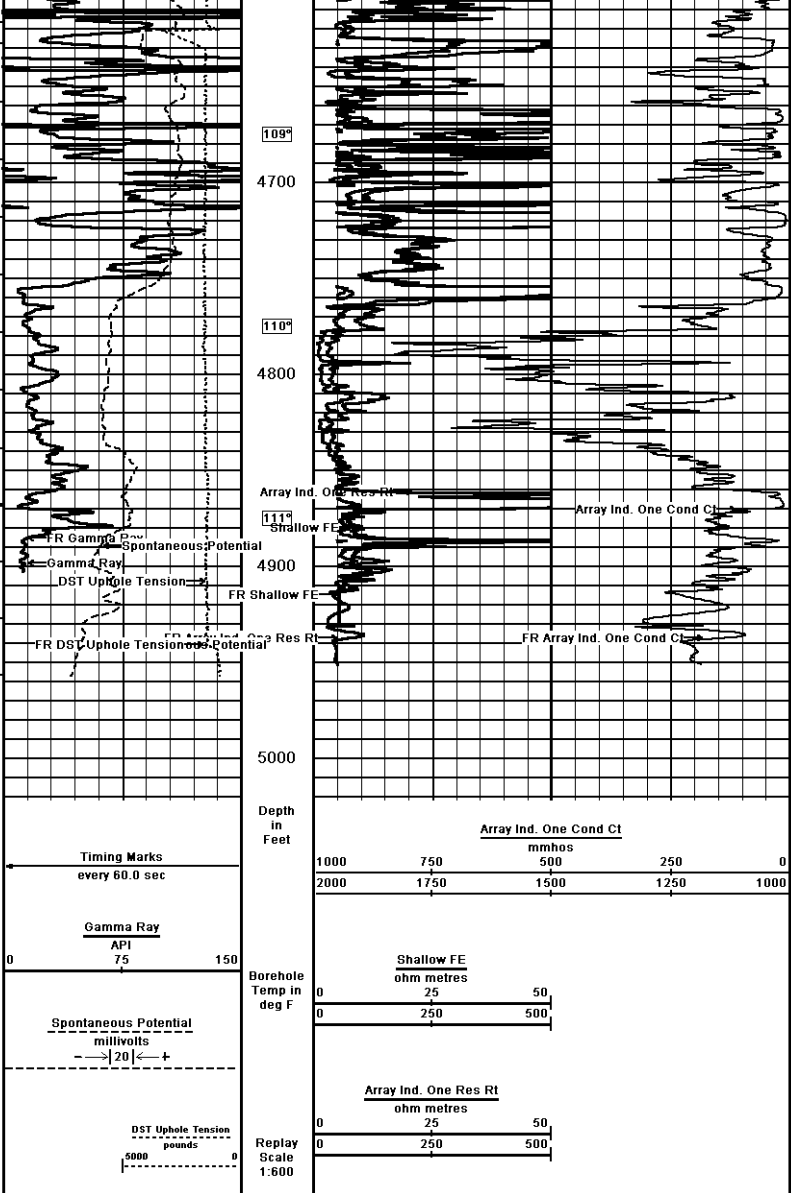 109°
4700
110°
4800
Array Ind. One Res Rt
Array Ind. One Cond Ct
111°
Shallow FE
FR Gamma Ray
Spontaneous Potential
Gamma Ray
4900
DST Uphole Tension
FR Shallow FE
FR Array Ind. One Res Rt
FR Array Ind. One Cond Ct
FR DST Uphole Tension
Potential
5000
Depth
in
Feet
Array Ind. One Cond Ct
mmhos
1000 750 500 250 0
2000 1750 1500 1250 1000
Timing Marks
every 60.0 sec
Gamma Ray
API
0 75 150
Borehole
Temp in
deg F
Shallow FE
ohm metres
0 25 50
0 250 500
Spontaneous Potential
millivolts
- →|20|← +
Array Ind. One Res Rt
ohm metres
0 25 50
0 250 500
DST Uphole Tension
pounds
5000 0
Replay
Scale
1:600